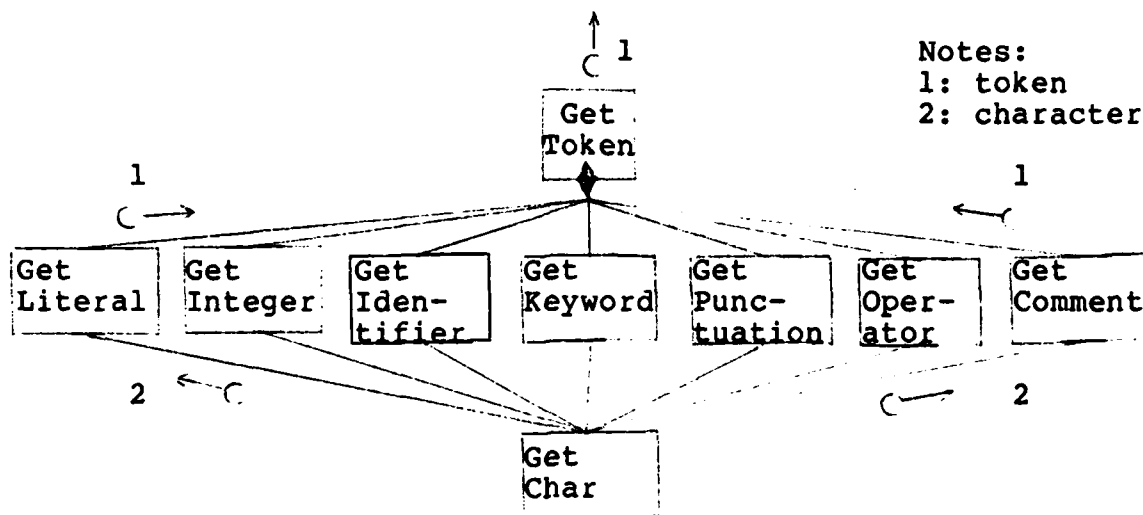 1
Notes:
1: token
2: character
Get
Token
1
1
Get
Literal
Get
Integer
Get
Iden-
tifier
Get
Keyword
Get
Punc-
tuation
Get
Oper-
ator
Get
Comment
2
2
Get
Char